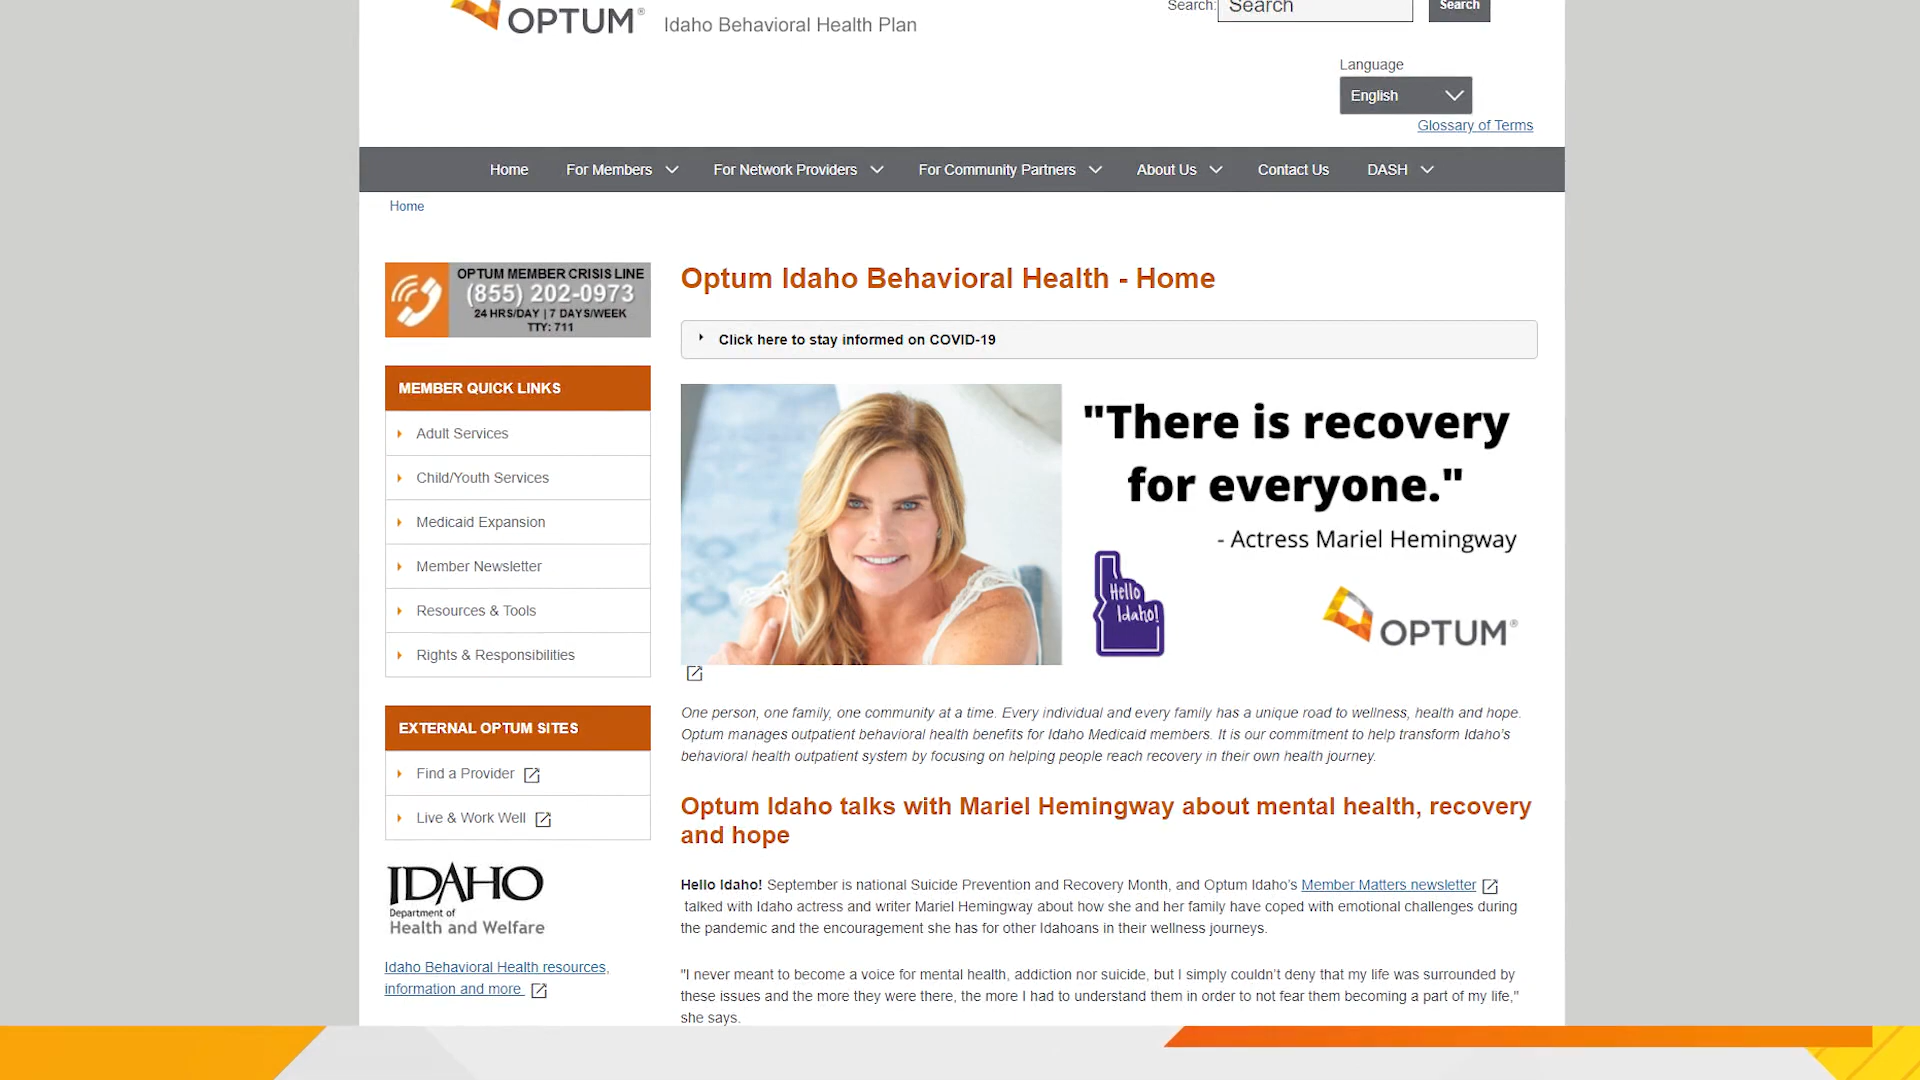 OPTUM® Idaho Behavioral Health Plan
Search: Search Search
Language
English
Glossary of Terms
Home For Members For Network Providers For Community Partners About Us Contact Us DASH
Home
OPTUM MEMBER CRISIS LINE
(855) 202-0973
24 HRS/DAY | 7 DAYS/WEEK
TTY: 711
MEMBER QUICK LINKS
Adult Services
Child/Youth Services
Medicaid Expansion
Member Newsletter
Resources & Tools
Rights & Responsibilities
EXTERNAL OPTUM SITES
Find a Provider
Live & Work Well
IDAHO
Department of
Health and Welfare
Idaho Behavioral Health resources,
information and more
Optum Idaho Behavioral Health - Home
Click here to stay informed on COVID-19
"There is recovery
for everyone."
- Actress Mariel Hemingway
Hello
Idaho!
OPTUM®
One person, one family, one community at a time. Every individual and every family has a unique road to wellness, health and hope.
Optum manages outpatient behavioral health benefits for Idaho Medicaid members. It is our commitment to help transform Idaho's
behavioral health outpatient system by focusing on helping people reach recovery in their own health journey.
Optum Idaho talks with Mariel Hemingway about mental health, recovery
and hope
Hello Idaho! September is national Suicide Prevention and Recovery Month, and Optum Idaho's Member Matters newsletter
talked with Idaho actress and writer Mariel Hemingway about how she and her family have coped with emotional challenges during
the pandemic and the encouragement she has for other Idahoans in their wellness journeys.
"I never meant to become a voice for mental health, addiction nor suicide, but I simply couldn't deny that my life was surrounded by
these issues and the more they were there, the more I had to understand them in order to not fear them becoming a part of my life,"
she says.